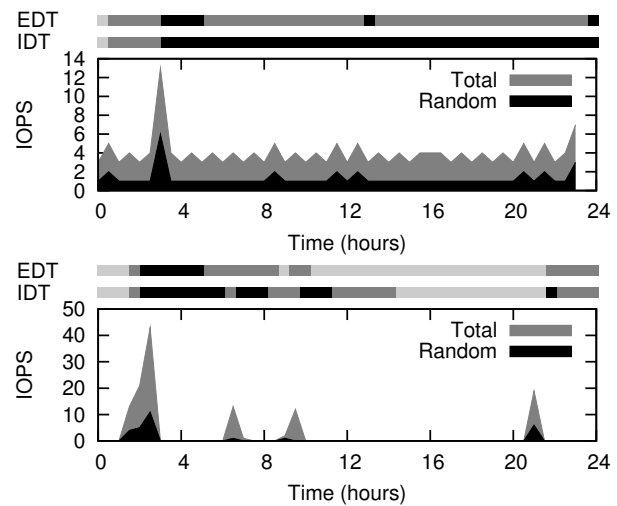 EDT
IDT
14
12
10
8
6
4
2
0
IOPS
Total
Random
0 4 8 12 16 20 24
Time (hours)
EDT
IDT
50
40
30
20
10
0
IOPS
Total
Random
0 4 8 12 16 20 24
Time (hours)